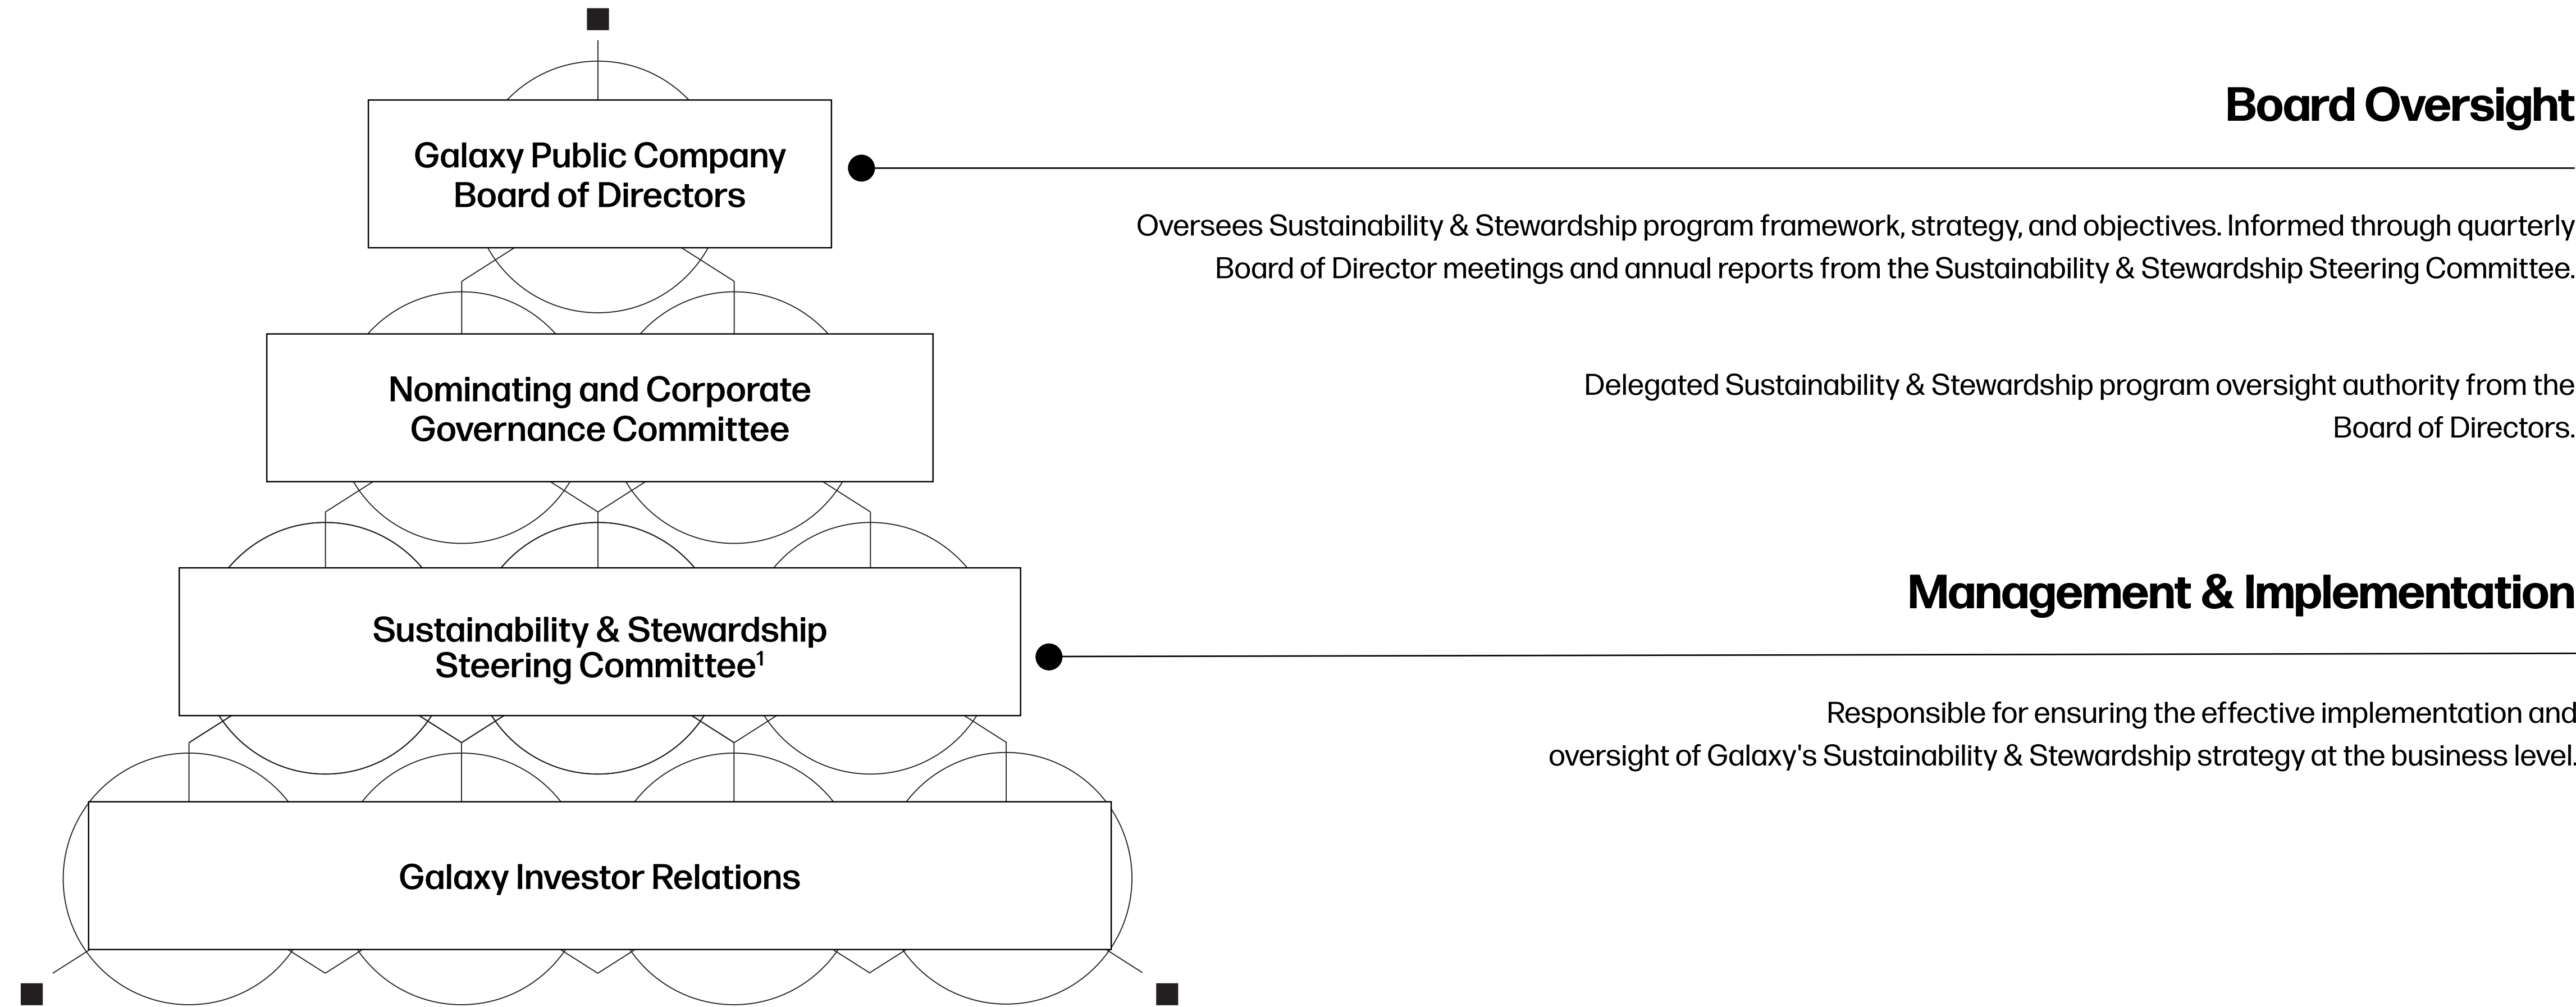 Galaxy Public Company
Board of Directors
Board Oversight
Oversees Sustainability & Stewardship program framework, strategy, and objectives. Informed through quarterly
Board of Director meetings and annual reports from the Sustainability & Stewardship Steering Committee.
Nominating and Corporate
Governance Committee
Delegated Sustainability & Stewardship program oversight authority from the
Board of Directors.
Sustainability & Stewardship
Steering Committee¹
Management & Implementation
Responsible for ensuring the effective implementation and
oversight of Galaxy's Sustainability & Stewardship strategy at the business level.
Galaxy Investor Relations